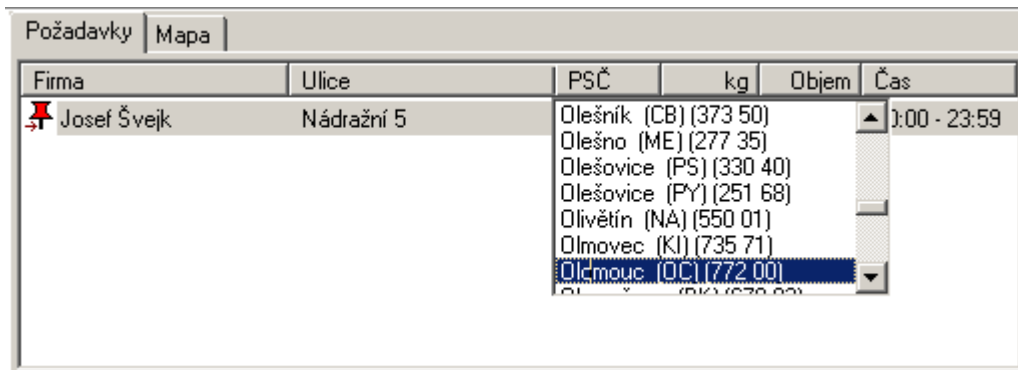 Požadavky Mapa
Firma Ulice PSČ kg Objem Čas
Josef Švejk Nádražní 5 Olešník (CB) (373 50) 0:00 - 23:59
Olešno (ME) (277 35)
Olešovice (PS) (330 40)
Olešovice (PY) (251 68)
Olivětín (NA) (550 01)
Olmovec (KI) (735 71)
Olomouc (OC) (772 00)